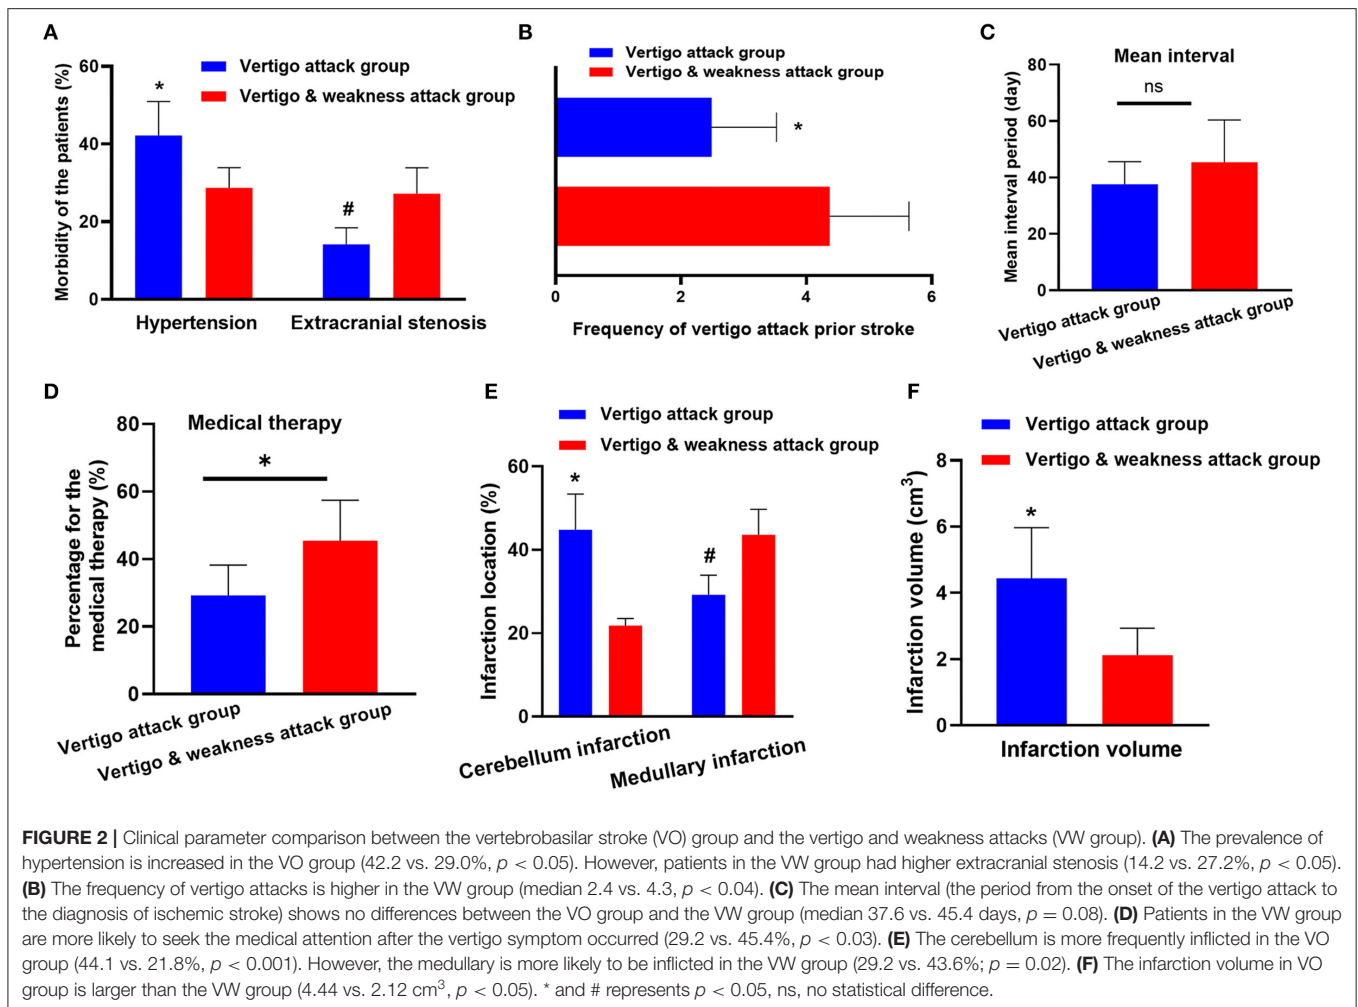 A
Vertigo attack group
Vertigo & weakness attack group
Morbidity of the patients (%)
60
40
20
0
*
#
Hypertension
Extracranial stenosis
B
Vertigo attack group
Vertigo & weakness attack group
*
0
2
4
6
Frequency of vertigo attack prior stroke
C
Mean interval
Mean interval period (day)
80
60
40
20
0
ns
Vertigo attack group
Vertigo & weakness attack group
D
Medical therapy
Percentage for the
medical therapy (%)
80
60
40
20
0
*
Vertigo attack group
Vertigo & weakness attack group
E
Vertigo attack group
Vertigo & weakness attack group
Infarction location (%)
60
40
20
0
*
#
Cerebellum infarction
Medullary infarction
F
Vertigo attack group
Vertigo & weakness attack group
Infarction volume (cm³)
8
6
4
2
0
*
Infarction volume
FIGURE 2 | Clinical parameter comparison between the vertebrobasilar stroke (VO) group and the vertigo and weakness attacks (VW group). (A) The prevalence of
hypertension is increased in the VO group (42.2 vs. 29.0%, p < 0.05). However, patients in the VW group had higher extracranial stenosis (14.2 vs. 27.2%, p < 0.05).
(B) The frequency of vertigo attacks is higher in the VW group (median 2.4 vs. 4.3, p < 0.04). (C) The mean interval (the period from the onset of the vertigo attack to
the diagnosis of ischemic stroke) shows no differences between the VO group and the VW group (median 37.6 vs. 45.4 days, p = 0.08). (D) Patients in the VW group
are more likely to seek the medical attention after the vertigo symptom occurred (29.2 vs. 45.4%, p < 0.03). (E) The cerebellum is more frequently inflicted in the VO
group (44.1 vs. 21.8%, p < 0.001). However, the medullary is more likely to be inflicted in the VW group (29.2 vs. 43.6%; p = 0.02). (F) The infarction volume in VO
group is larger than the VW group (4.44 vs. 2.12 cm³, p < 0.05). * and # represents p < 0.05, ns, no statistical difference.